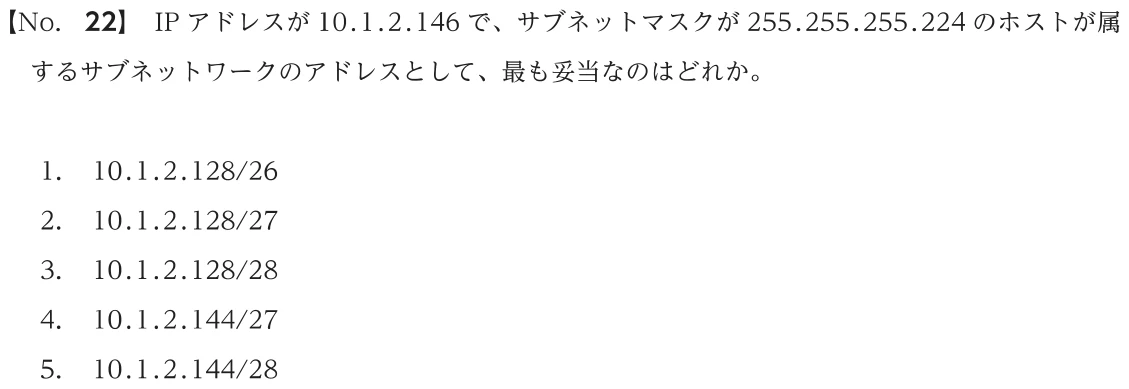 【No. 22】 IP アドレスが 10.1.2.146 で、サブネットマスクが 255.255.255.224 のホストが属
するサブネットワークのアドレスとして、最も妥当なのはどれか。
1. 10.1.2.128/26
2. 10.1.2.128/27
3. 10.1.2.128/28
4. 10.1.2.144/27
5. 10.1.2.144/28